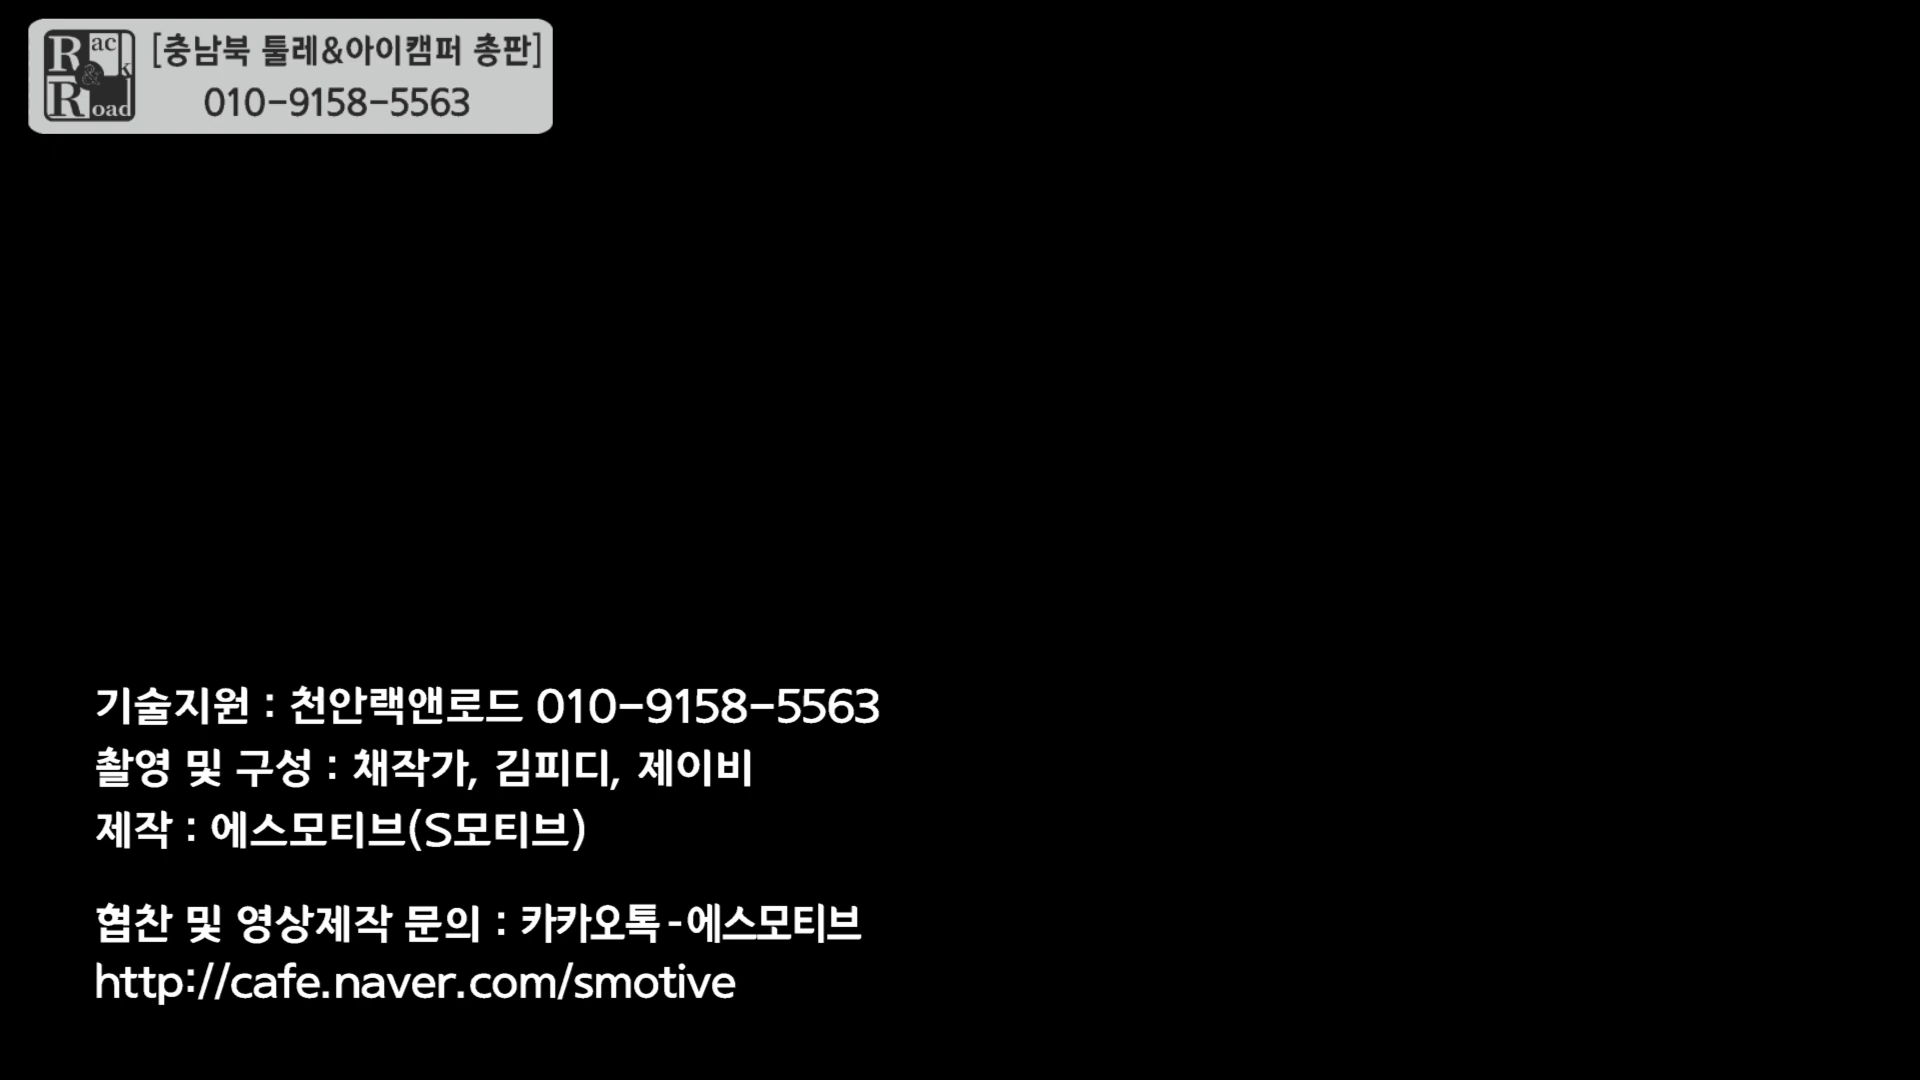 Rack & Road
[충남북 툴레&아이캠퍼 총판]
010-9158-5563
기술지원 : 천안랙앤로드 010-9158-5563
촬영 및 구성 : 채작가, 김피디, 제이비
제작 : 에스모티브(S모티브)
협찬 및 영상제작 문의 : 카카오톡-에스모티브
http://cafe.naver.com/smotive